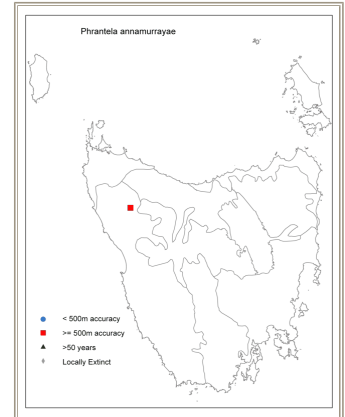 Phrantela annamurrayae
< 500m accuracy
>= 500m accuracy
>50 years
Locally Extinct